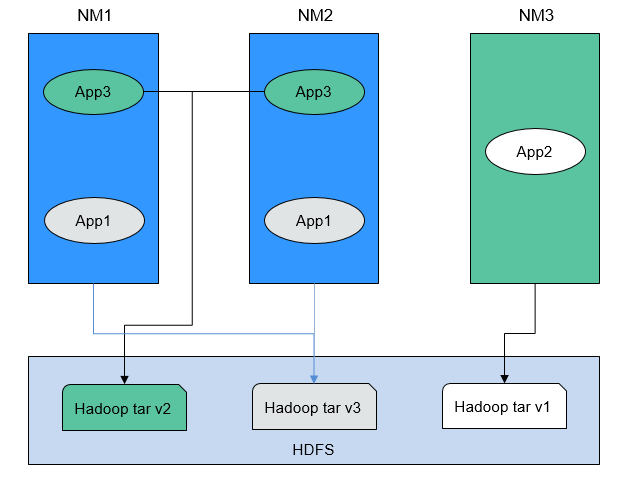 NM1
NM2
NM3
App3
App3
App2
App1
App1
Hadoop tar v2
Hadoop tar v3
Hadoop tar v1
HDFS